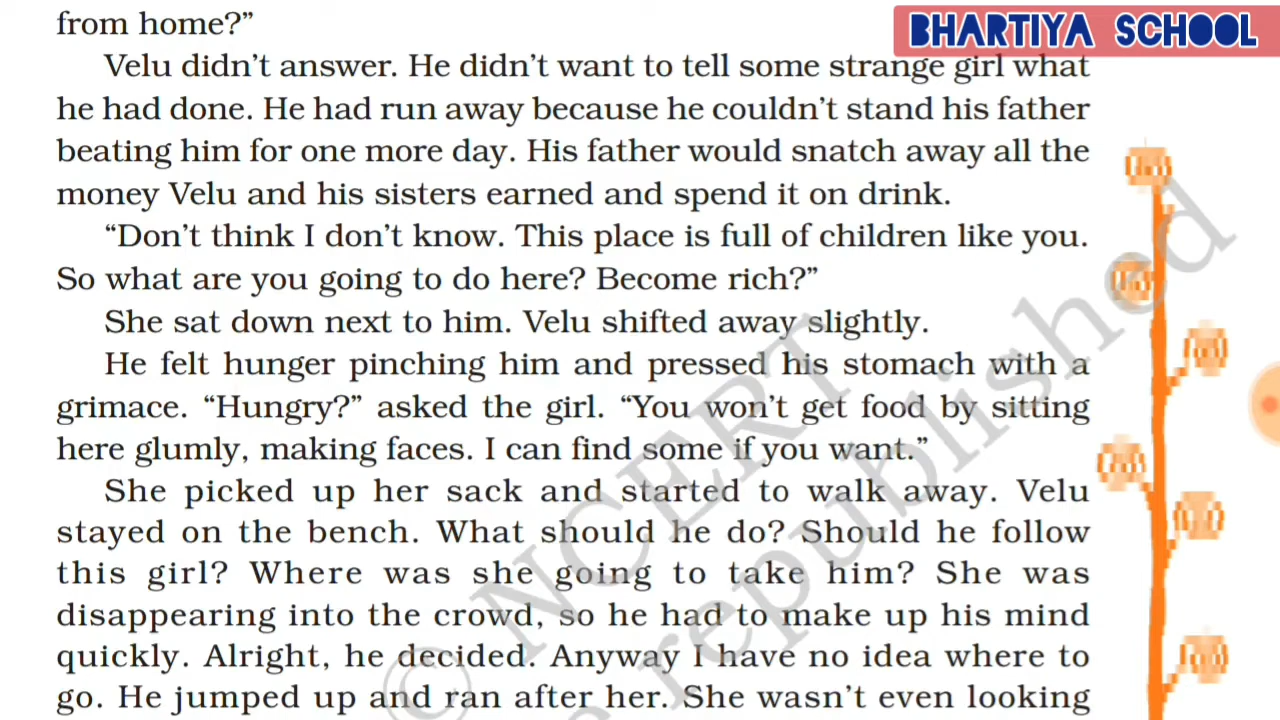 from home?”
BHARTIYA SCHOOL
Velu didn’t answer. He didn’t want to tell some strange girl what
he had done. He had run away because he couldn’t stand his father
beating him for one more day. His father would snatch away all the
money Velu and his sisters earned and spend it on drink.
“Don’t think I don’t know. This place is full of children like you.
So what are you going to do here? Become rich?”
She sat down next to him. Velu shifted away slightly.
He felt hunger pinching him and pressed his stomach with a
grimace. “Hungry?” asked the girl. “You won’t get food by sitting
here glumly, making faces. I can find some if you want.”
She picked up her sack and started to walk away. Velu
stayed on the bench. What should he do? Should he follow
this girl? Where was she going to take him? She was
disappearing into the crowd, so he had to make up his mind
quickly. Alright, he decided. Anyway I have no idea where to
go. He jumped up and ran after her. She wasn’t even looking
© NCERT
republished